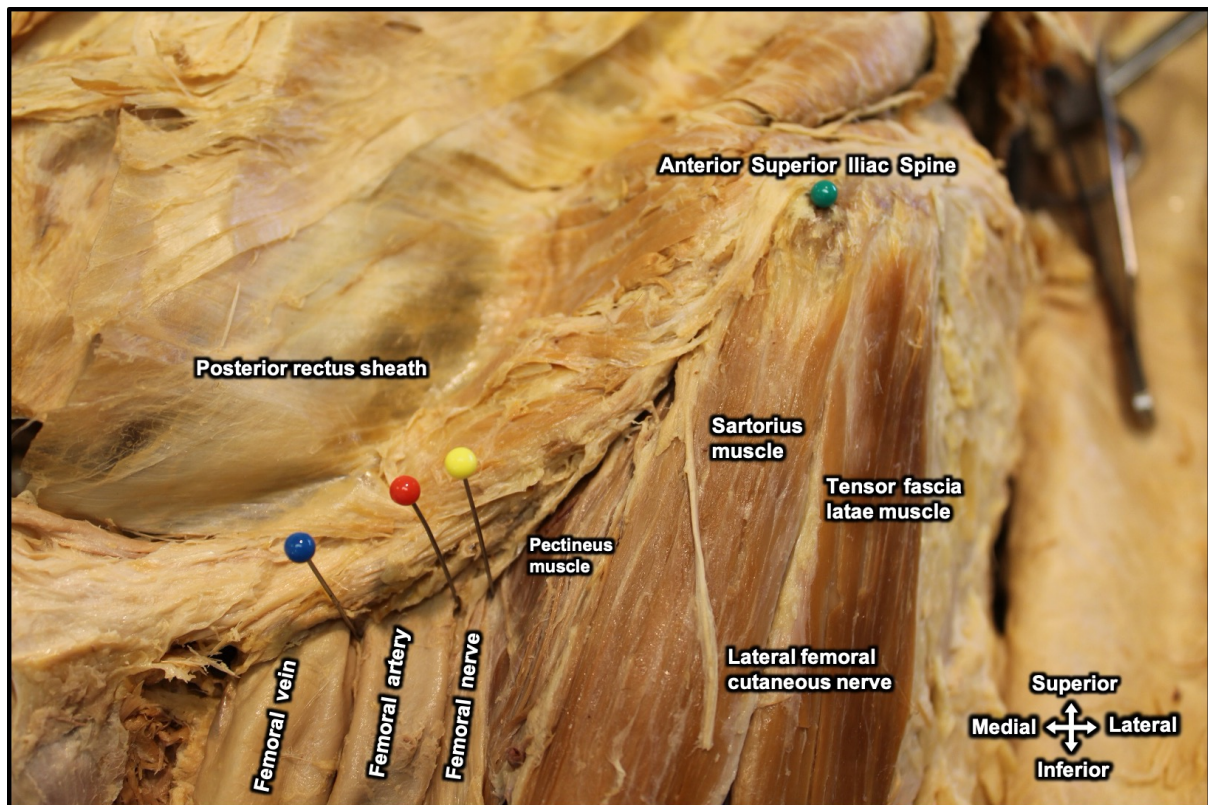 Anterior Superior Iliac Spine
Posterior rectus sheath
Sartorius
muscle
Tensor fascia
latae muscle
Pectineus
muscle
Femoral vein
Femoral artery
Femoral nerve
Lateral femoral
cutaneous nerve
Superior
Medial
Lateral
Inferior